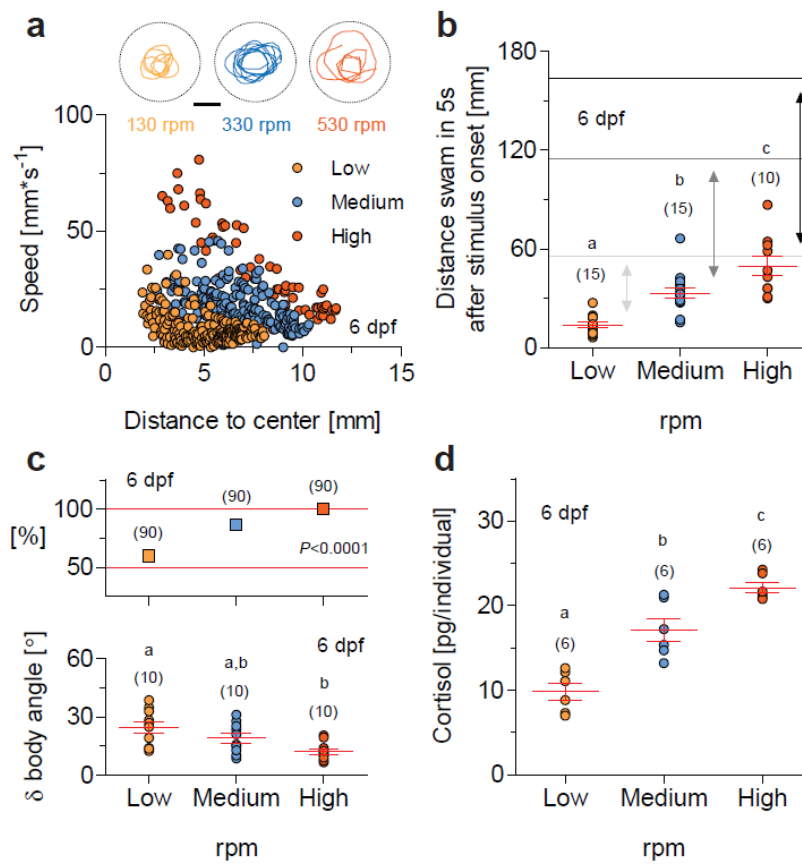 a
130 rpm 330 rpm 530 rpm
Low
Medium
High
100
50
0
Speed [mm*s⁻¹]
6 dpf
0 5 10 15
Distance to center [mm]
b
180
120
60
0
Distance swam in 5s
after stimulus onset [mm]
6 dpf
a
(15)
b
(15)
c
(10)
Low Medium High
rpm
c
6 dpf
100
50
[%]
(90)
(90)
(90)
P<0.0001
60
30
0
δ body angle [°]
6 dpf
a
(10)
a,b
(10)
b
(10)
Low Medium High
rpm
d
6 dpf
30
20
10
0
Cortisol [pg/individual]
a
(6)
b
(6)
c
(6)
Low Medium High
rpm